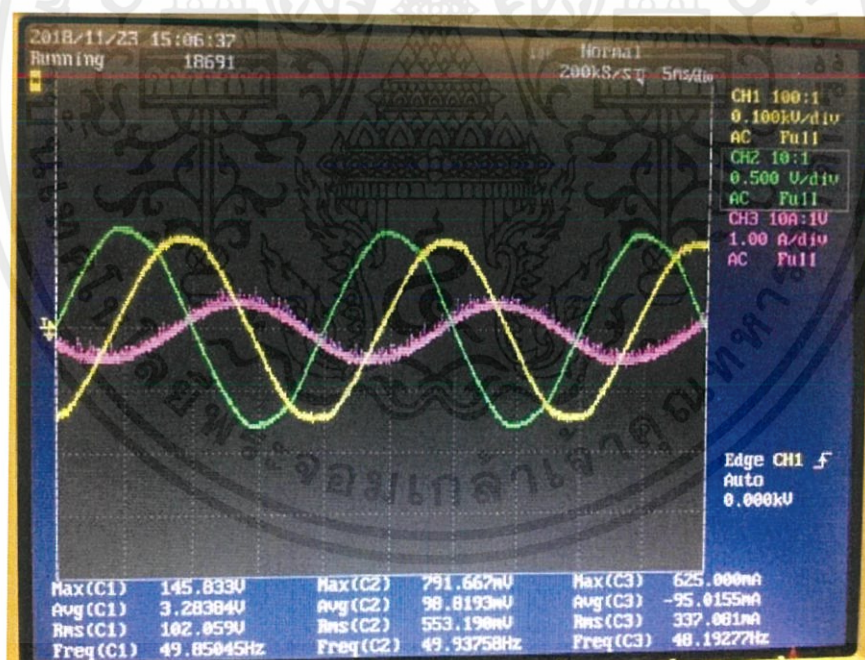 2018/11/23 15:06:37
Running 18691
Normal
200kS/s 5ms/div
CH1 100:1
0.100kV/div
AC Full
CH2 10:1
0.500 V/div
AC Full
CH3 10A:1V
1.00 A/div
AC Full
Edge CH1
Auto
0.000kV
Max(C1) 145.833V Max(C2) 791.667mV Max(C3) 625.000mA
Avg(C1) 3.28384V Avg(C2) 98.8193mV Avg(C3) -95.0155mA
Rms(C1) 102.059V Rms(C2) 553.190mV Rms(C3) 337.081mA
Freq(C1) 49.85045Hz Freq(C2) 49.93758Hz Freq(C3) 48.19277Hz